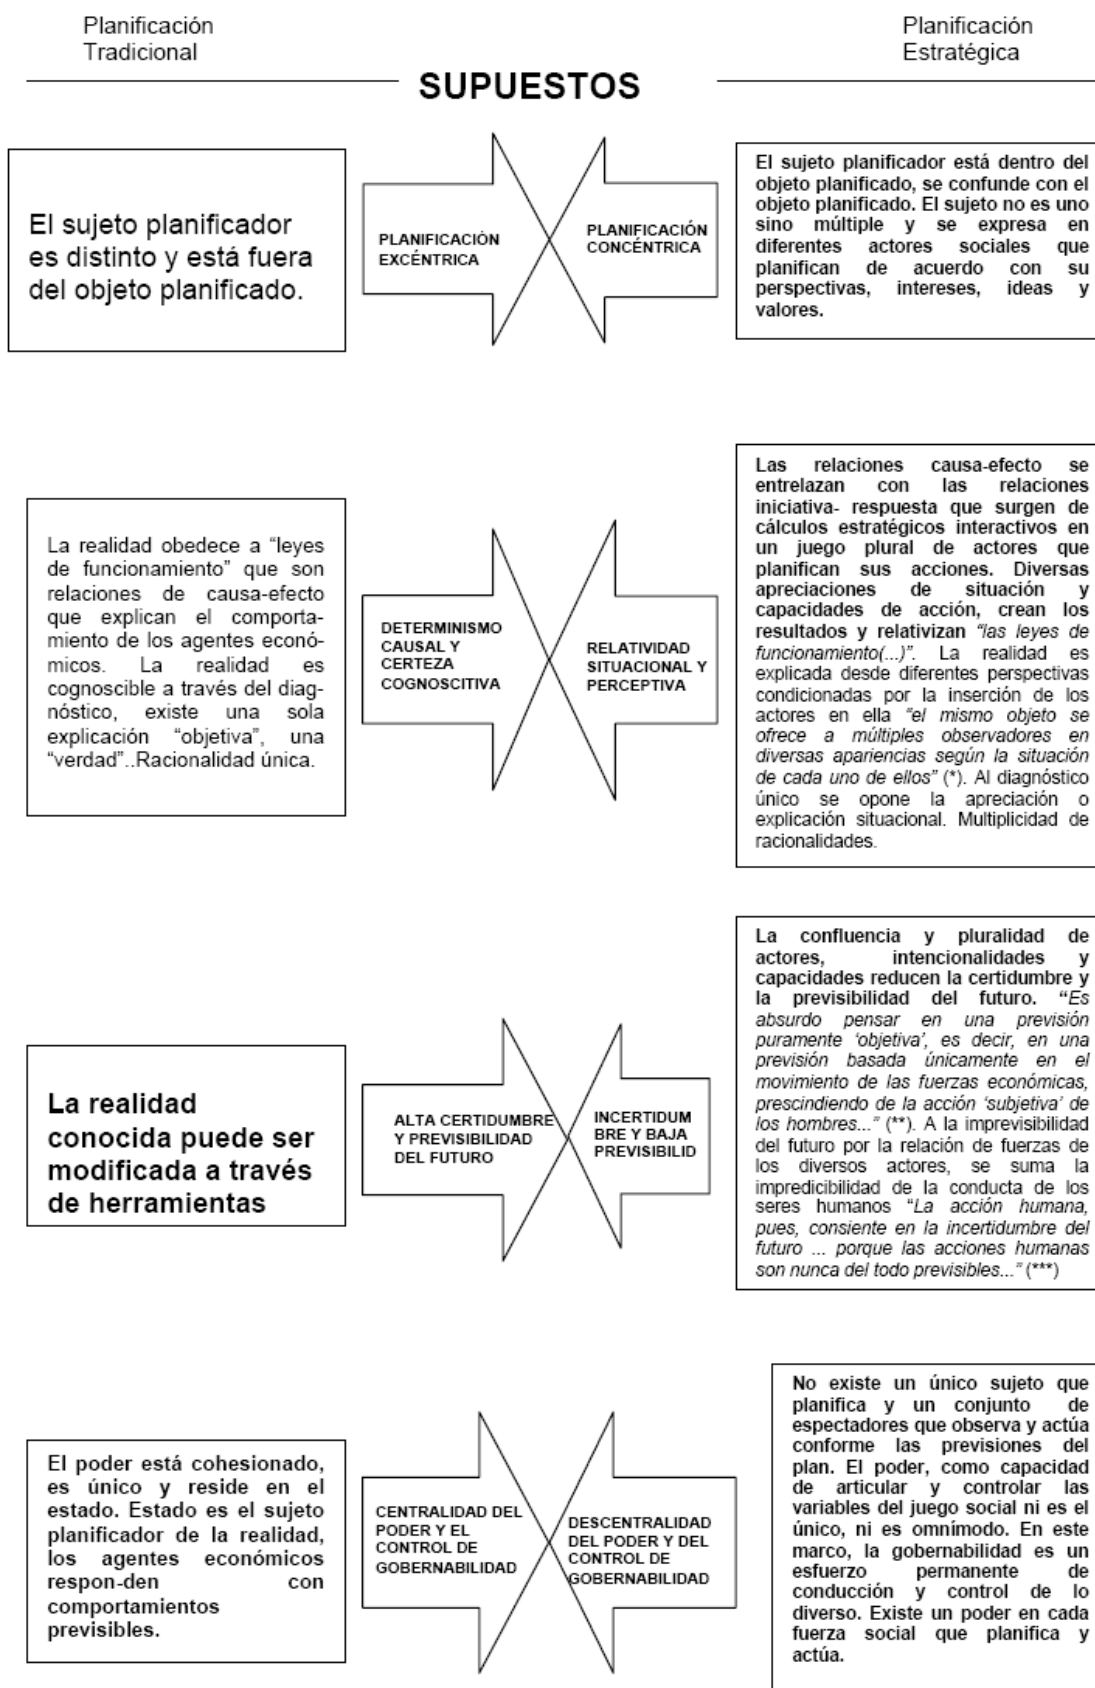 Planificación
Tradicional
Planificación
Estratégica
SUPUESTOS
El sujeto planificador
es distinto y está fuera
del objeto planificado.
PLANIFICACIÓN
EXCÉNTRICA
PLANIFICACIÓN
CONCÉNTRICA
El sujeto planificador está dentro del
objeto planificado, se confunde con el
objeto planificado. El sujeto no es uno
sino múltiple y se expresa en
diferentes actores sociales que
planifican de acuerdo con su
perspectivas, intereses, ideas y
valores.
La realidad obedece a “leyes
de funcionamiento” que son
relaciones de causa-efecto
que explican el comporta-
miento de los agentes econó-
micos. La realidad es
cognoscible a través del diag-
nóstico, existe una sola
explicación “objetiva”, una
“verdad”..Racionalidad única.
DETERMINISMO
CAUSAL Y
CERTEZA
COGNOSCITIVA
RELATIVIDAD
SITUACIONAL Y
PERCEPTIVA
Las relaciones causa-efecto se
entrelazan con las relaciones
iniciativa- respuesta que surgen de
cálculos estratégicos interactivos en
un juego plural de actores que
planifican sus acciones. Diversas
apreciaciones de situación y
capacidades de acción, crean los
resultados y relativizan “las leyes de
funcionamiento(...)”. La realidad es
explicada desde diferentes perspectivas
condicionadas por la inserción de los
actores en ella “el mismo objeto se
ofrece a múltiples observadores en
diversas apariencias según la situación
de cada uno de ellos” (*). Al diagnóstico
único se opone la apreciación o
explicación situacional. Multiplicidad de
racionalidades.
La realidad
conocida puede ser
modificada a través
de herramientas
ALTA CERTIDUMBRE
Y PREVISIBILIDAD
DEL FUTURO
INCERTIDUM
BRE Y BAJA
PREVISIBILID
La confluencia y pluralidad de
actores, intencionalidades y
capacidades reducen la certidumbre y
la previsibilidad del futuro. “Es
absurdo pensar en una previsión
puramente ‘objetiva’, es decir, en una
previsión basada únicamente en el
movimiento de las fuerzas económicas,
prescindiendo de la acción ‘subjetiva’ de
los hombres...” (**). A la imprevisibilidad
del futuro por la relación de fuerzas de
los diversos actores, se suma la
impredicibilidad de la conducta de los
seres humanos “La acción humana,
pues, consiente en la incertidumbre del
futuro ... porque las acciones humanas
son nunca del todo previsibles...” (***)
El poder está cohesionado,
es único y reside en el
estado. Estado es el sujeto
planificador de la realidad,
los agentes económicos
respon-den con
comportamientos
previsibles.
CENTRALIDAD DEL
PODER Y EL
CONTROL DE
GOBERNABILIDAD
DESCENTRALIDAD
DEL PODER Y DEL
CONTROL DE
GOBERNABILIDAD
No existe un único sujeto que
planifica y un conjunto de
espectadores que observa y actúa
conforme las previsiones del
plan. El poder, como capacidad
de articular y controlar las
variables del juego social ni es el
único, ni es omnímodo. En este
marco, la gobernabilidad es un
esfuerzo permanente de
conducción y control de lo
diverso. Existe un poder en cada
fuerza social que planifica y
actúa.